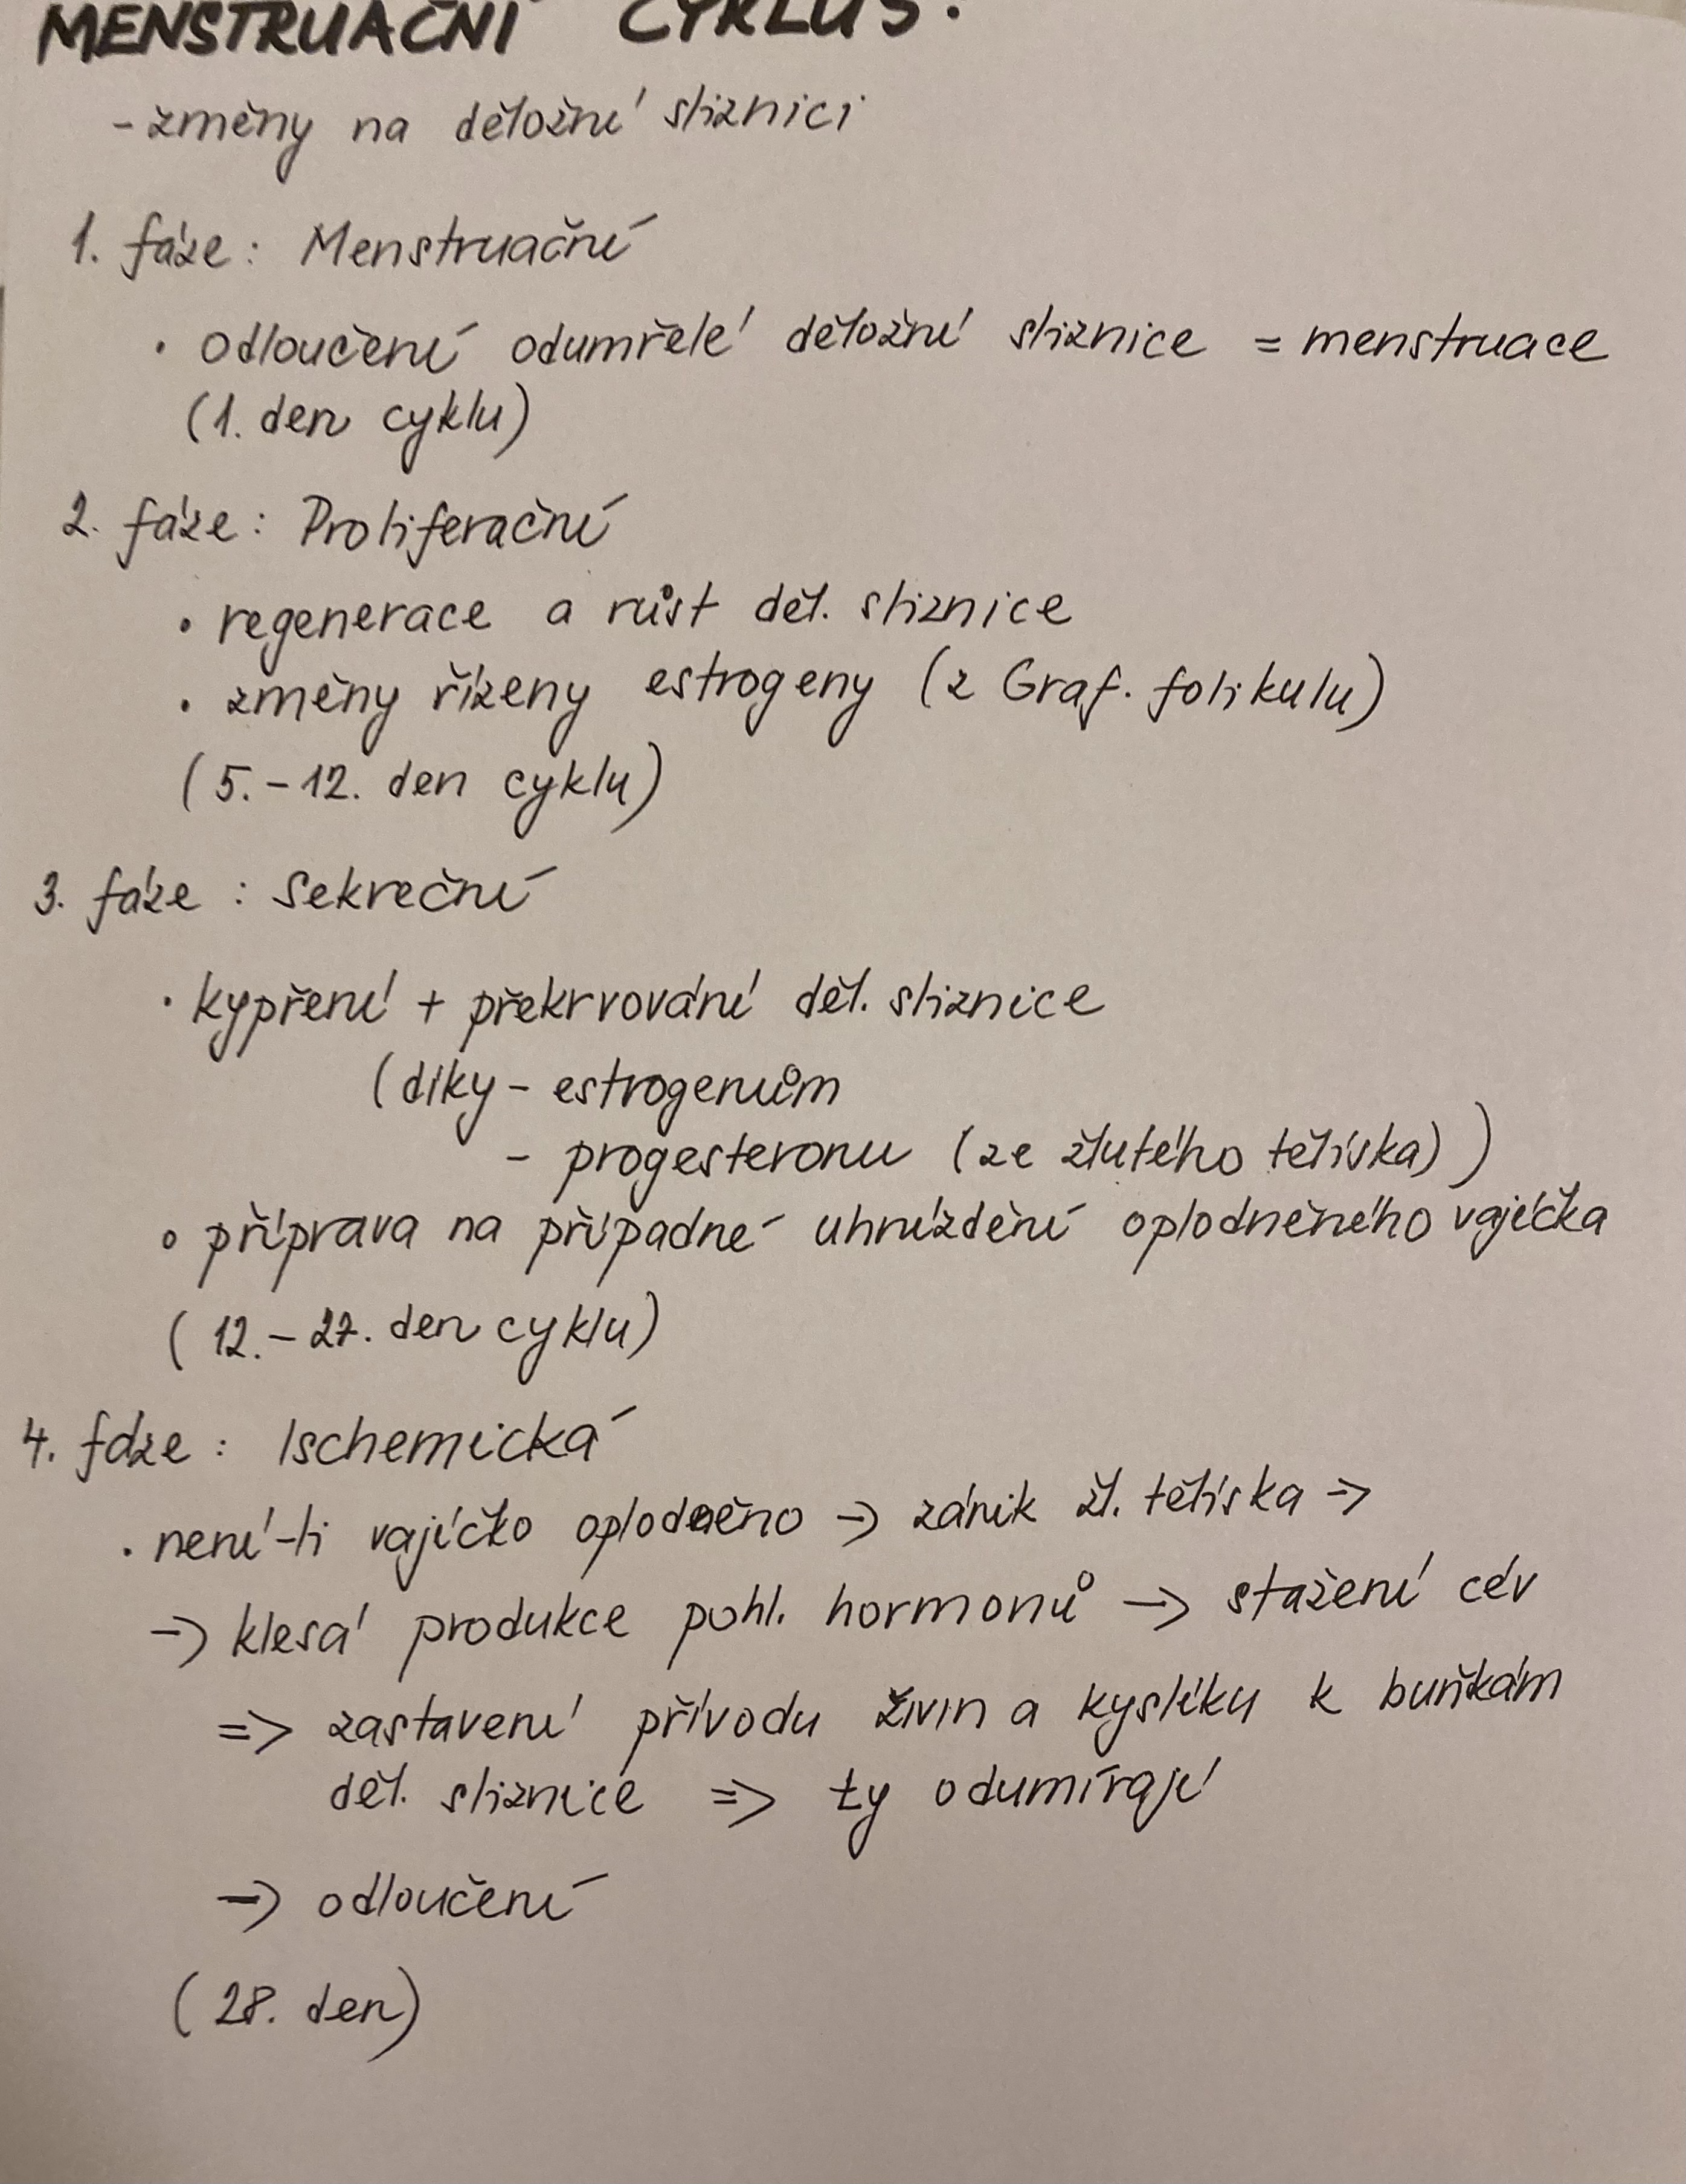 MENSTRUAČNÍ CYKLUS:
- změny na děložní sliznici
1. fáze: Menstruační
• odloučení odumřelé děložní sliznice = menstruace
(1. den cyklu)
2. fáze: Proliferační
• regenerace a růst děl. sliznice
• změny řízeny estrogeny (z Graf. folikulu)
(5.-12. den cyklu)
3. fáze: Sekreční
• kypření + překrvování děl. sliznice
(díky - estrogenům
- progesteronu (ze žlutého tělíska))
• příprava na případné uhníždění oplodněného vajíčka
(12.-27. den cyklu)
4. fáze: Ischemická
• není-li vajíčko oplodněno -> zánik žl. tělíska =>
-> klesá produkce pohl. hormonů -> stažení cév
=> zastavení přívodu živin a kyslíku k buňkám
děl. sliznice => ty odumírají
-> odloučení
(28. den)